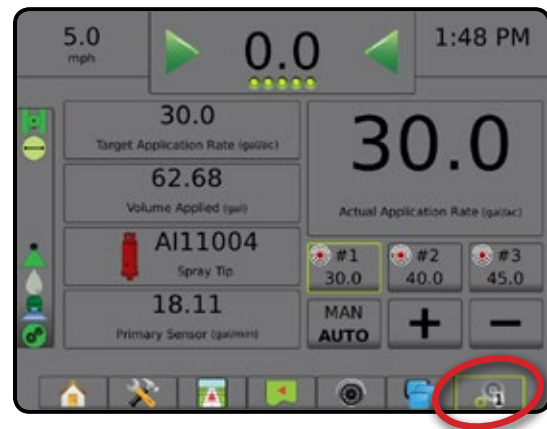 5.0
mph
0.0
1:48 PM
30.0
Target Application Rate (gal/ac)
62.68
Volume Applied (gal)
AI11004
Spray Tip
18.11
Primary Sensor (gal/min)
30.0
Actual Application Rate (gal/ac)
#1
30.0
#2
40.0
#3
45.0
MAN
AUTO
+
−